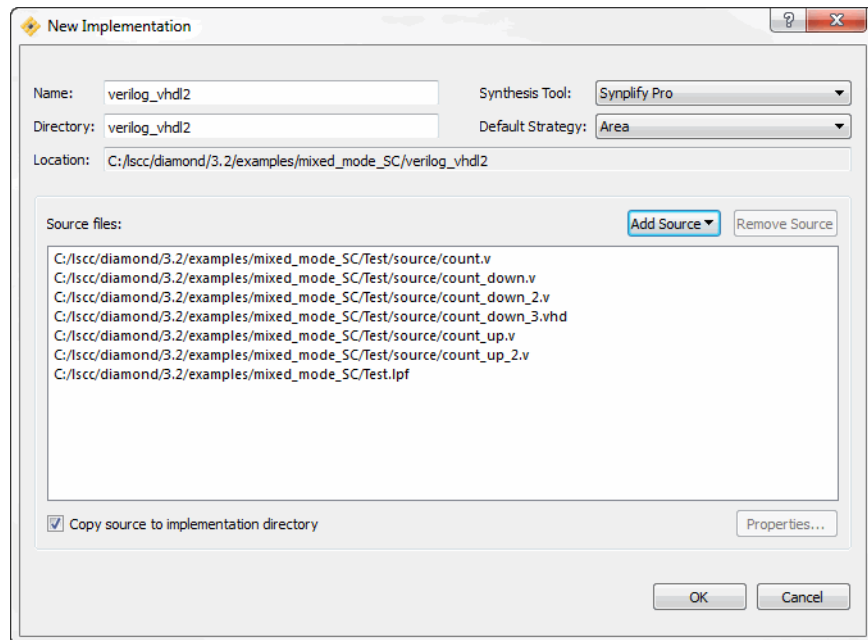 New Implementation
Name: verilog_vhdl2 Synthesis Tool: Synplify Pro
Directory: verilog_vhdl2 Default Strategy: Area
Location: C:/lscc/diamond/3.2/examples/mixed_mode_SC/verilog_vhdl2
Source files: Add Source Remove Source
C:/lscc/diamond/3.2/examples/mixed_mode_SC/Test/source/count.v
C:/lscc/diamond/3.2/examples/mixed_mode_SC/Test/source/count_down.v
C:/lscc/diamond/3.2/examples/mixed_mode_SC/Test/source/count_down_2.v
C:/lscc/diamond/3.2/examples/mixed_mode_SC/Test/source/count_down_3.vhd
C:/lscc/diamond/3.2/examples/mixed_mode_SC/Test/source/count_up.v
C:/lscc/diamond/3.2/examples/mixed_mode_SC/Test/source/count_up_2.v
C:/lscc/diamond/3.2/examples/mixed_mode_SC/Test.lpf
Copy source to implementation directory Properties...
OK Cancel